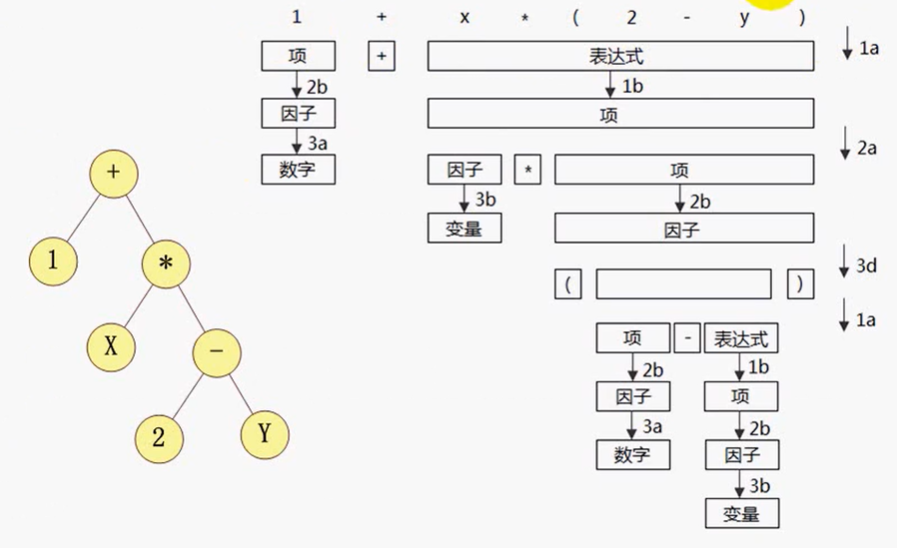 1 + x * ( 2 - y )
项 + 表达式 1a
2b 1b
因子 项
3a 2a
数字 因子 * 项
3b 2b
变量 因子
( ) 3d
1a
项 - 表达式
2b 1b
因子 项
3a 2b
数字 因子
3b
变量
+
1 *
X -
2 Y